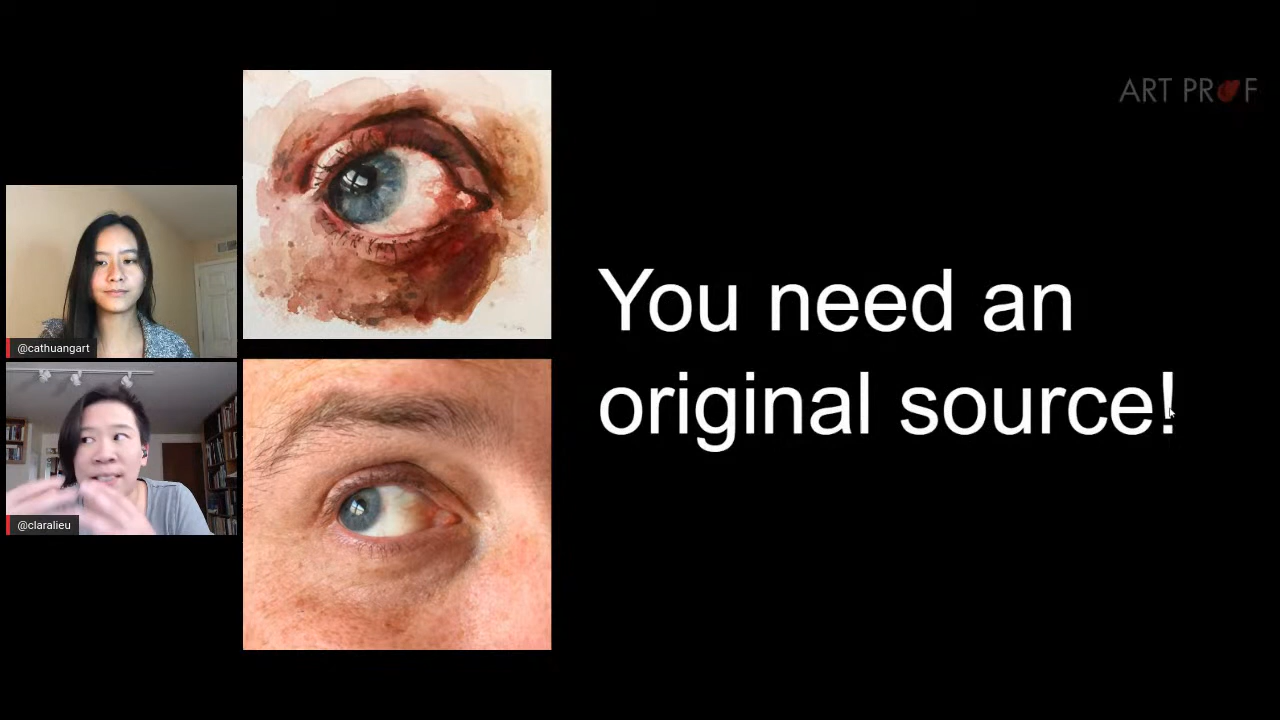 ART PROF
You need an
original source!
@cathuangart
@claralieu